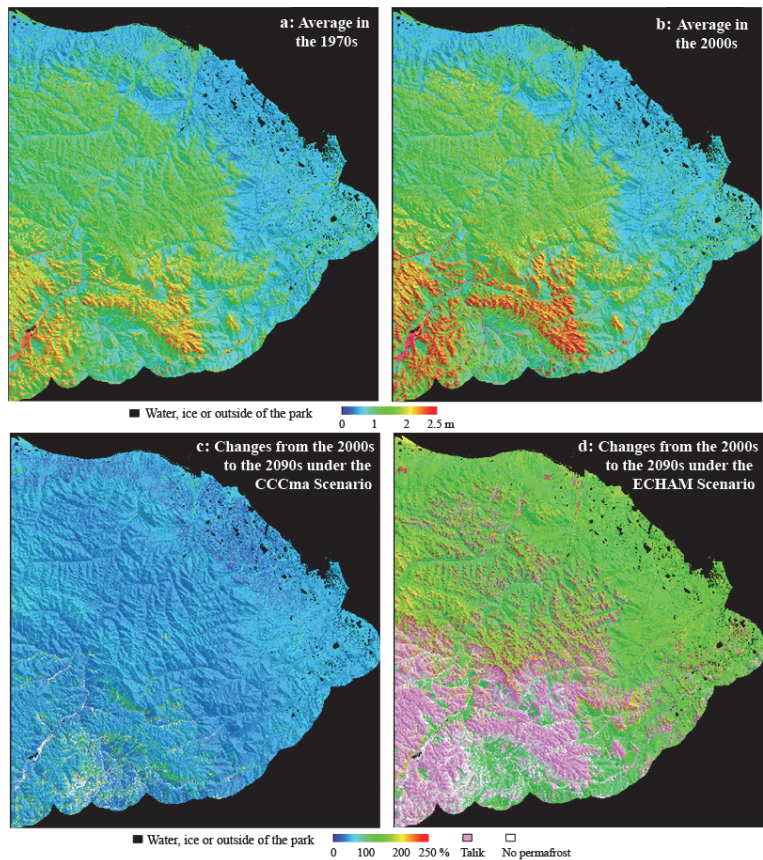 a: Average in
the 1970s
b: Average in
the 2000s
Water, ice or outside of the park
0 1 2 2.5 m
c: Changes from the 2000s
to the 2090s under the
CCCma Scenario
d: Changes from the 2000s
to the 2090s under the
ECHAM Scenario
Water, ice or outside of the park
0 100 200 250 %
Talik
No permafrost